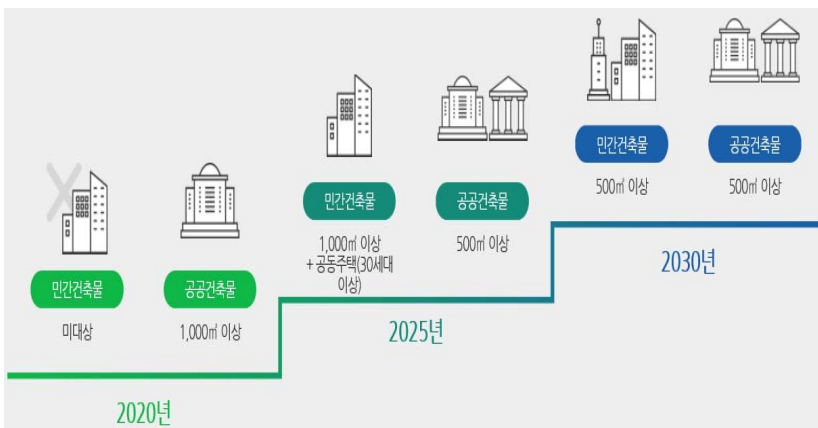 민간건축물
미대상
공공건축물
1,000㎡ 이상
2020년
민간건축물
1,000㎡ 이상
+ 공동주택(30세대
이상)
공공건축물
500㎡ 이상
2025년
민간건축물
500㎡ 이상
공공건축물
500㎡ 이상
2030년